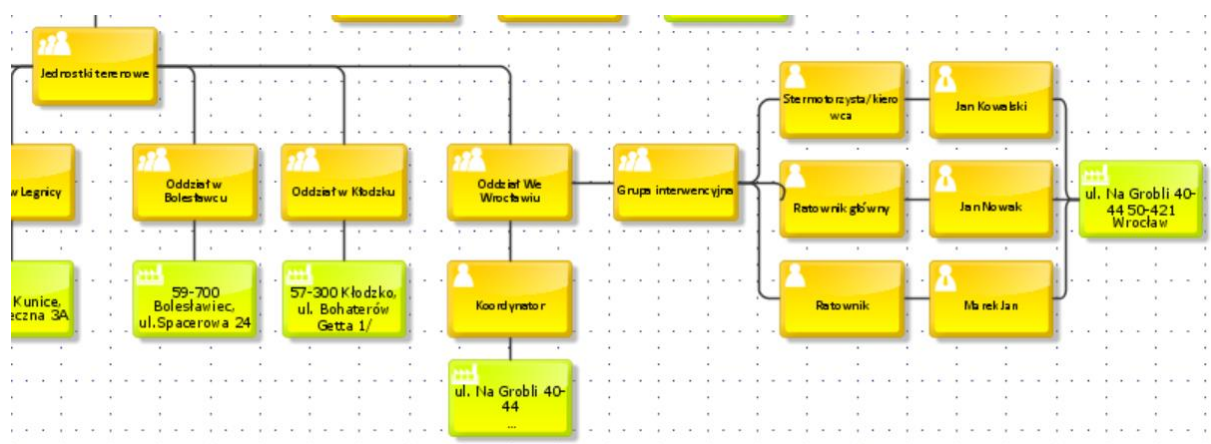 Jednostki terenowe
Stermotorzysta/kiero
wca
Jan Kowalski
w Legnicy
Oddział w
Bolesławcu
Oddział w Kłodzku
Oddział We
Wrocławiu
Grupa interwencyjna
Ratownik główny
Jan Nowak
ul. Na Grobli 40-
44 50-421
Wrocław
Kunice,
eczna 3A
59-700
Bolesławiec,
ul.Spacerowa 24
57-300 Kłodzko,
ul. Bohaterów
Getta 1/
Koordynator
Ratownik
Marek Jan
ul. Na Grobli 40-
44
...